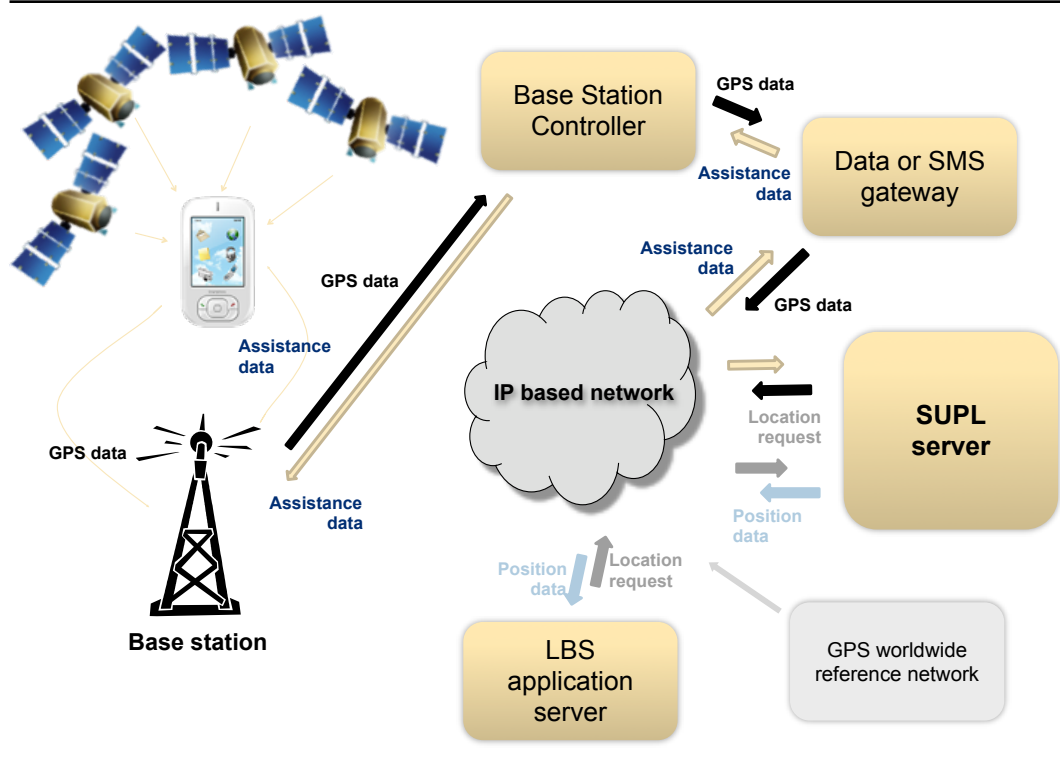 Base Station
Controller
GPS data
Assistance
data
Data or SMS
gateway
Assistance
data
GPS data
GPS data
Assistance
data
IP based network
SUPL
server
Location
request
Position
data
GPS data
Assistance
data
Base station
Position
data
Location
request
LBS
application
server
GPS worldwide
reference network